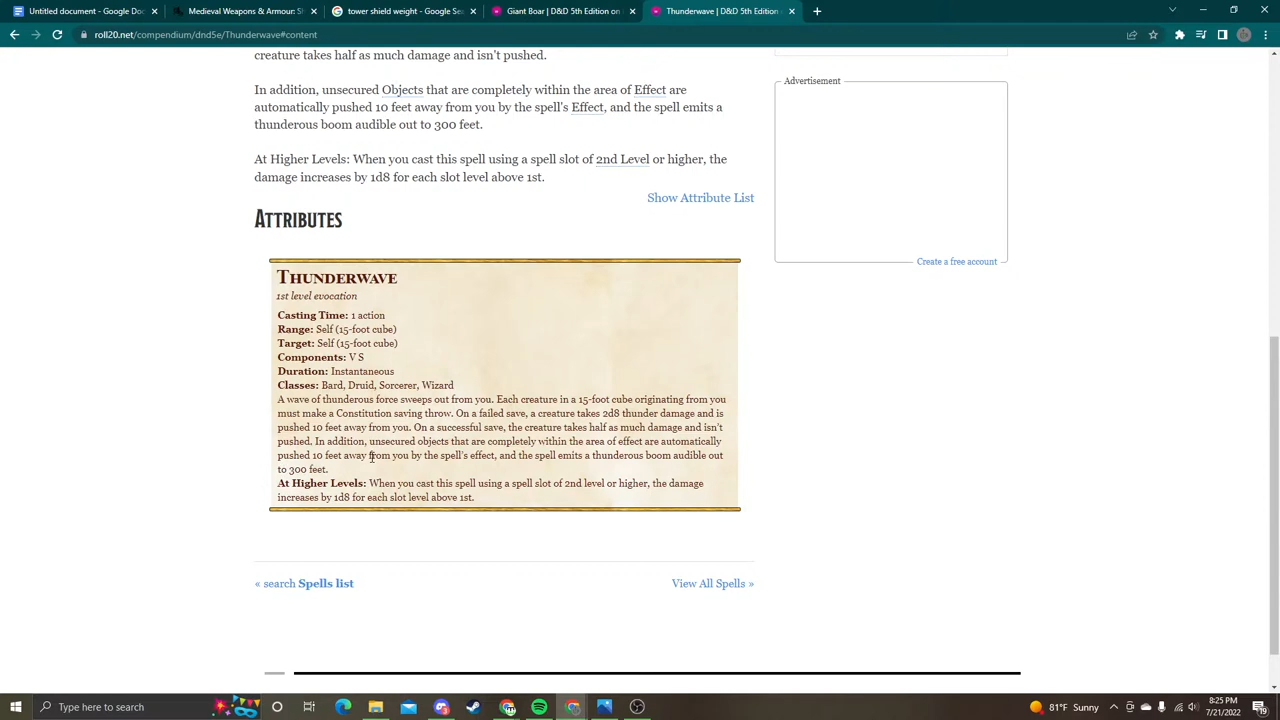 Documents - Google Doc
Medieval Weapons & Armour
tower shield weight - Google Sea
Giant Boar | D&D 5th Edition on
5th Edition
roll20.net/compendium/dnd5e/Thunderwave#content
creature takes half as much damage and isn't pushed.
In addition, unsecured Objects that are completely within the area of Effect are
automatically pushed 10 feet away from you by the spell's Effect, and the spell emits a
thunderous boom audible out to 300 feet.
At Higher Levels: When you cast this spell using a spell slot of 2nd Level or higher, the
damage increases by 1d8 for each slot level above 1st.
Show Attribute List
Attributes
Thunderwave
1st level evocation
Casting Time: 1 action
Range: Self (15-foot cube)
Target: Self (15-foot cube)
Components: V S
Duration: Instantaneous
Classes: Bard, Druid, Sorcerer, Wizard
A wave of thunderous force sweeps out from you. Each creature in a 15-foot cube originating from you
must make a Constitution saving throw. On a failed save, a creature takes 2d8 thunder damage and is
pushed 10 feet away from you. On a successful save, the creature takes half as much damage and isn't
pushed. In addition, unsecured objects that are completely within the area of effect are automatically
pushed 10 feet away from you by the spell's effect, and the spell emits a thunderous boom audible out
to 300 feet.
At Higher Levels: When you cast this spell using a spell slot of 2nd level or higher, the damage
increases by 1d8 for each slot level above 1st.
« search Spells list
View All Spells »
Advertisement
Create a free account
Type here to search
81°F Sunny
8:25 PM
7/21/2022